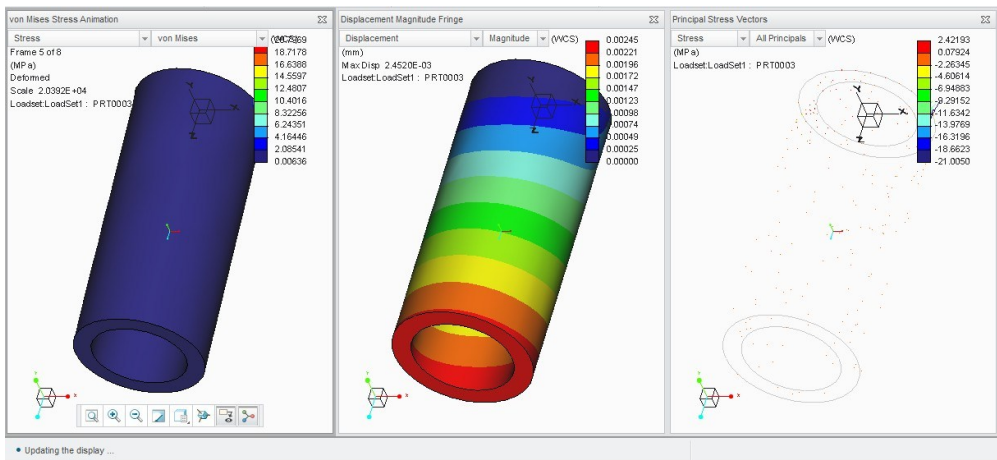 von Mises Stress Animation
Stress von Mises (WCS)
Frame 5 of 8
(MPa)
Deformed
Scale 2.0392E+04
Loadset:LoadSet1 : PRT0003
18.7178
16.6388
14.5597
12.4807
10.4016
8.32256
6.24351
4.16446
2.08541
0.00636
X
Y
Z
Displacement Magnitude Fringe
Displacement Magnitude (WCS)
(mm)
Max Disp 2.4520E-03
Loadset:LoadSet1 : PRT0003
0.00245
0.00221
0.00196
0.00172
0.00147
0.00123
0.00098
0.00074
0.00049
0.00025
0.00000
X
Y
Z
Principal Stress Vectors
Stress All Principals (WCS)
(MPa)
Loadset:LoadSet1 : PRT0003
2.42193
0.07924
-2.26345
-4.60614
-6.94883
-9.29152
-11.6342
-13.9769
-16.3196
-18.6623
-21.0050
X
Y
Z
Updating the display ...